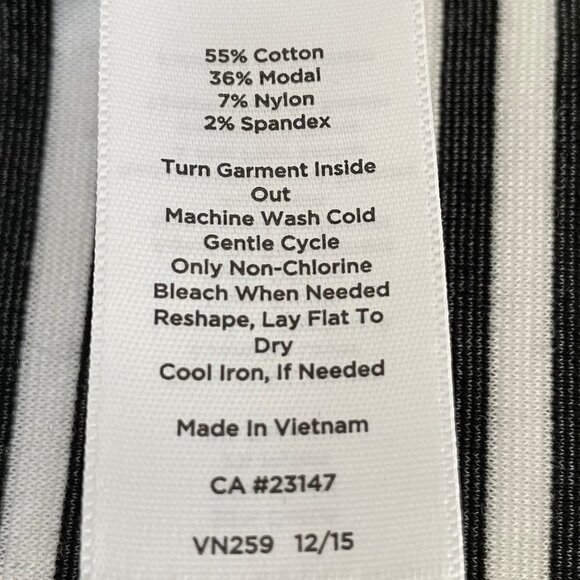 55% Cotton
36% Modal
7% Nylon
2% Spandex
Turn Garment Inside
Out
Machine Wash Cold
Gentle Cycle
Only Non-Chlorine
Bleach When Needed
Reshape, Lay Flat To
Dry
Cool Iron, If Needed
Made In Vietnam
CA #23147
VN259 12/15